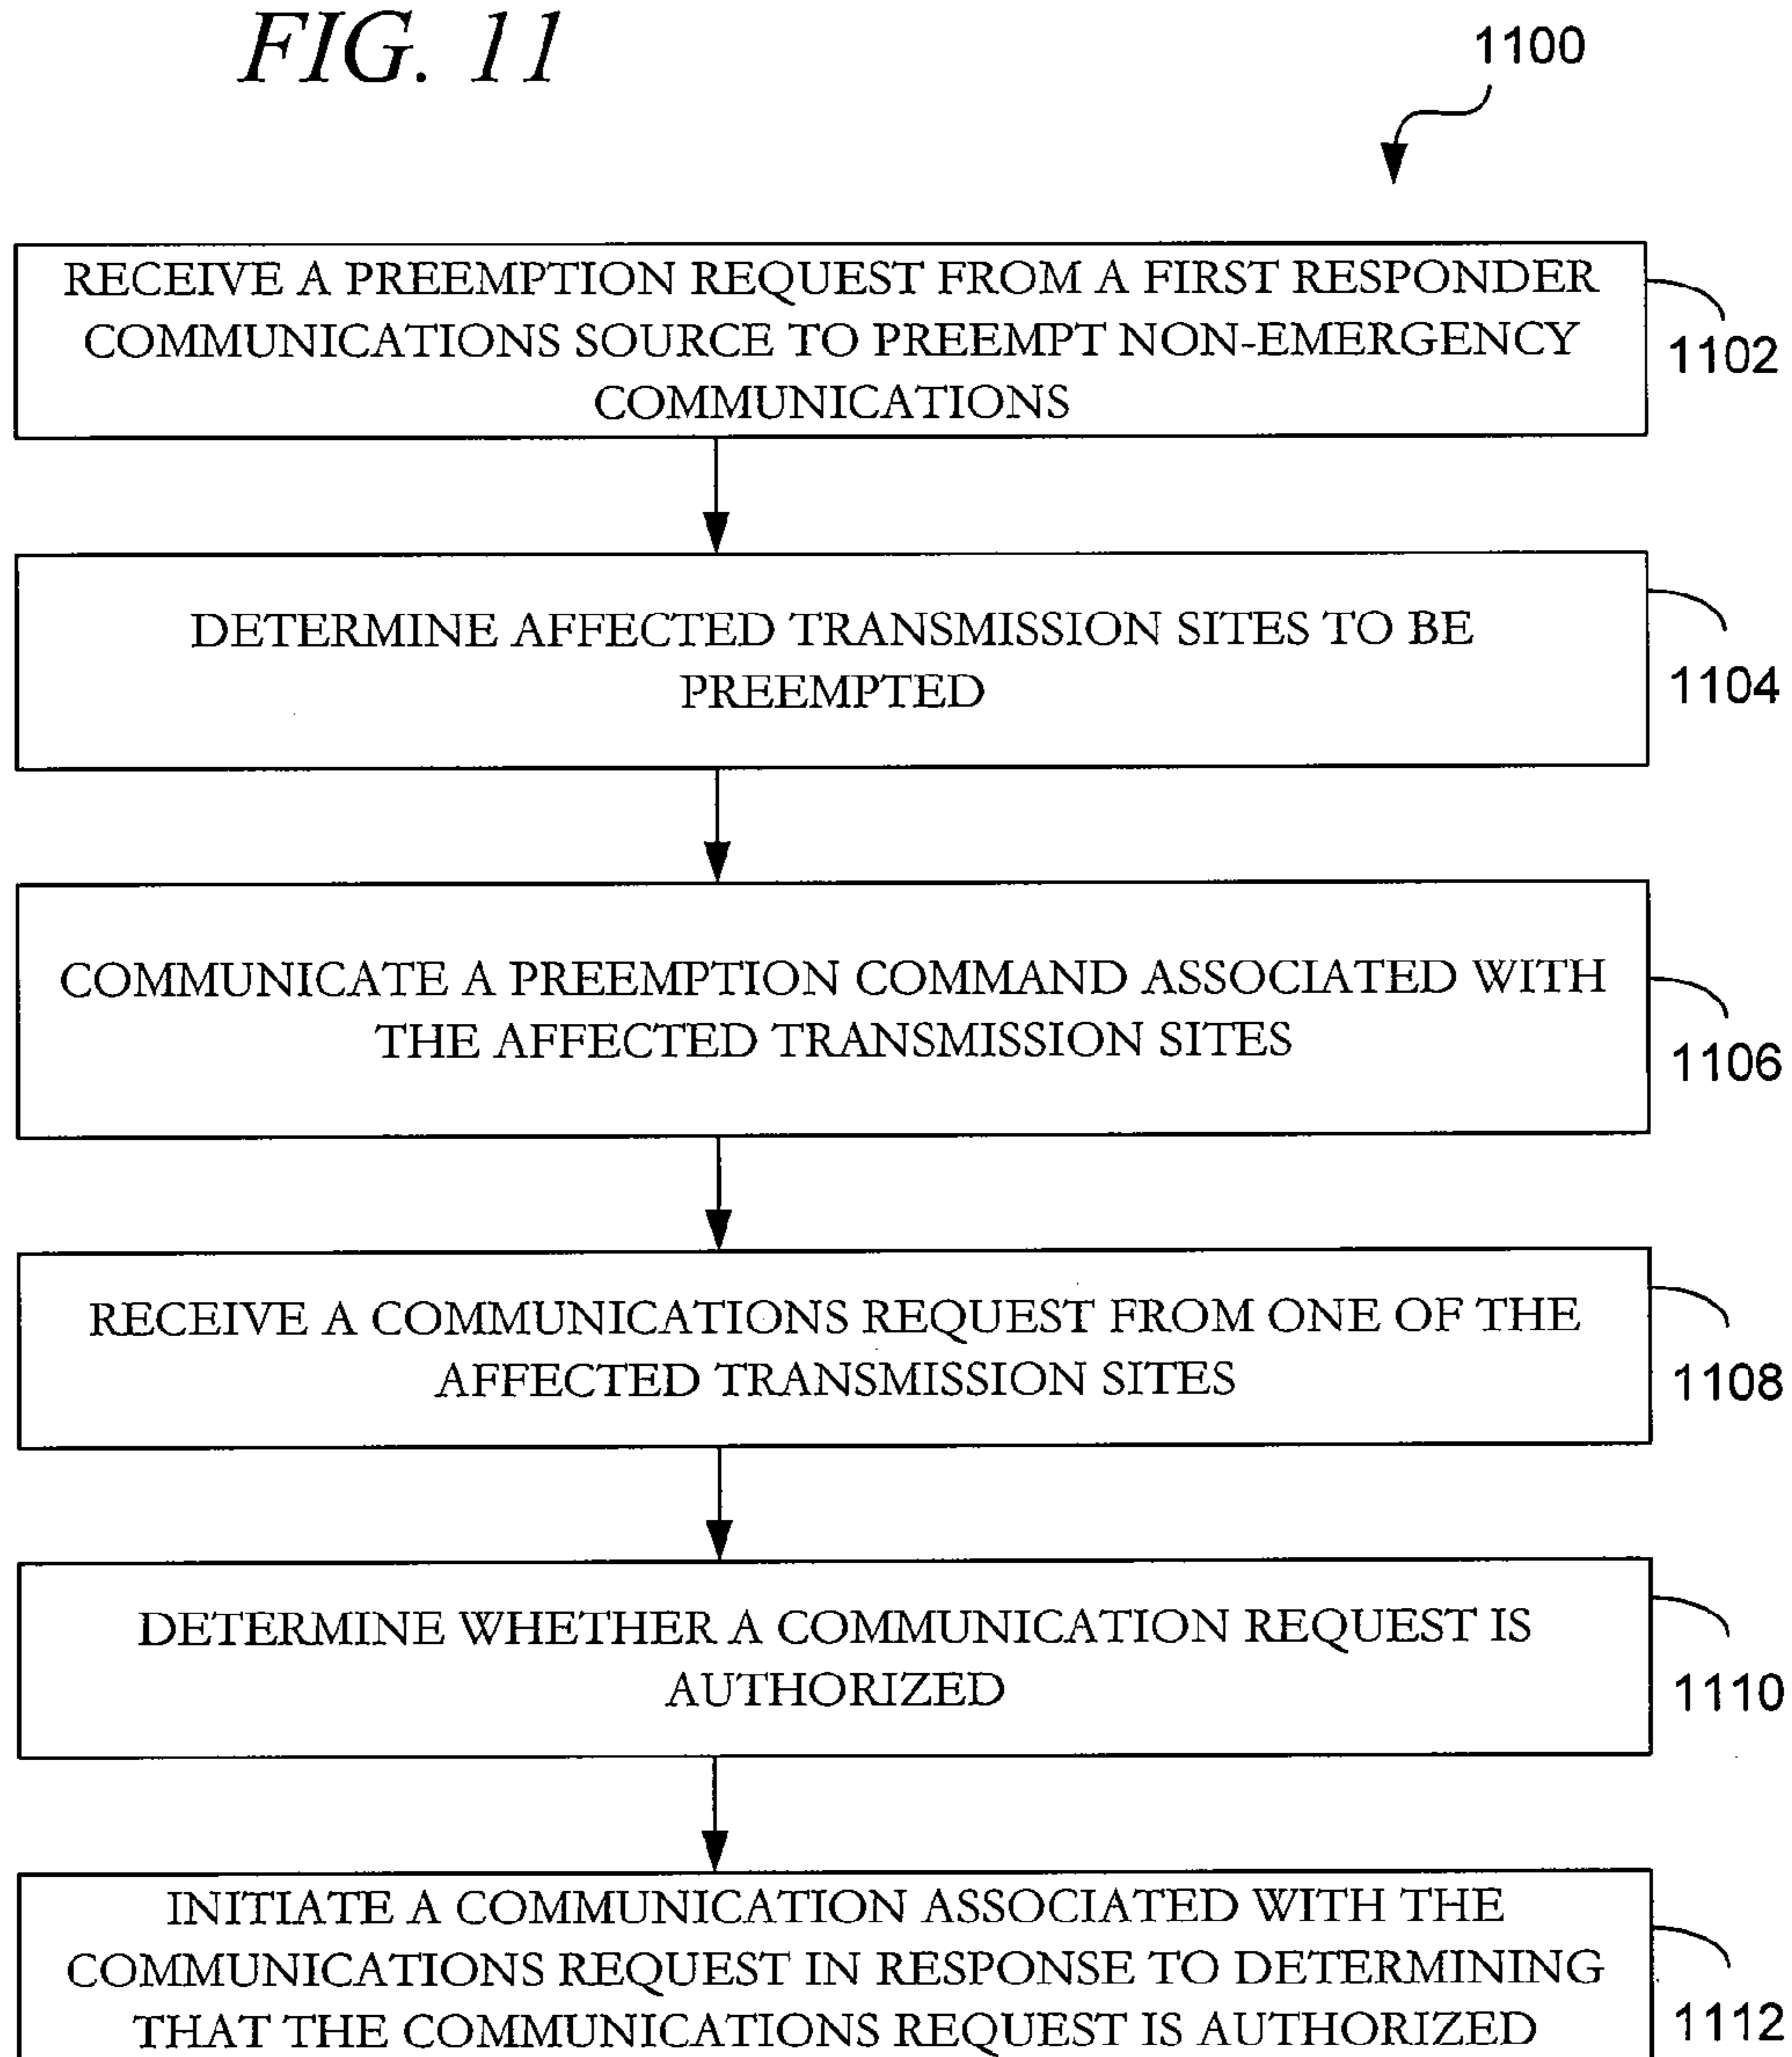 FIG. 11
1100
RECEIVE A PREEMPTION REQUEST FROM A FIRST RESPONDER
COMMUNICATIONS SOURCE TO PREEMPT NON-EMERGENCY
COMMUNICATIONS
1102
DETERMINE AFFECTED TRANSMISSION SITES TO BE
PREEMPTED
1104
COMMUNICATE A PREEMPTION COMMAND ASSOCIATED WITH
THE AFFECTED TRANSMISSION SITES
1106
RECEIVE A COMMUNICATIONS REQUEST FROM ONE OF THE
AFFECTED TRANSMISSION SITES
1108
DETERMINE WHETHER A COMMUNICATION REQUEST IS
AUTHORIZED
1110
INITIATE A COMMUNICATION ASSOCIATED WITH THE
COMMUNICATIONS REQUEST IN RESPONSE TO DETERMINING
THAT THE COMMUNICATIONS REQUEST IS AUTHORIZED
1112